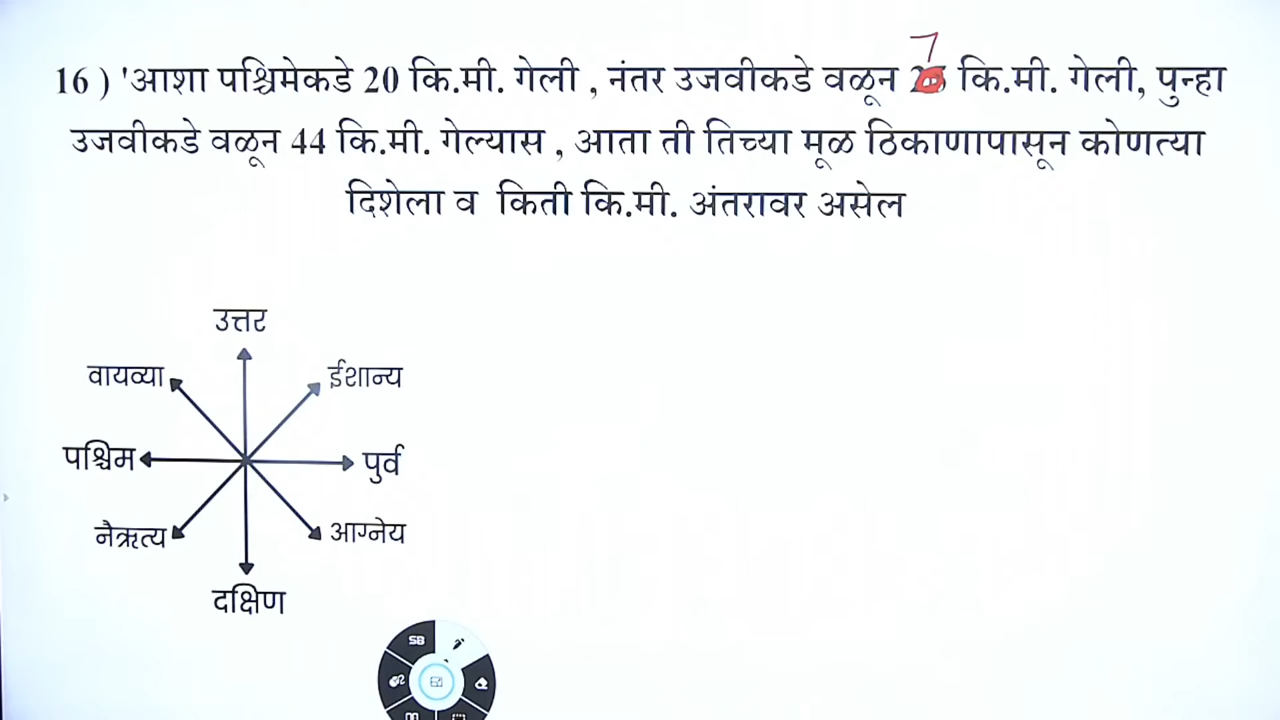 7
16 ) 'आशा पश्चिमेकडे 20 कि.मी. गेली , नंतर उजवीकडे वळून कि.मी. गेली, पुन्हा
उजवीकडे वळून 44 कि.मी. गेल्यास , आता ती तिच्या मूळ ठिकाणापासून कोणत्या
दिशेला व किती कि.मी. अंतरावर असेल
उत्तर
वायव्या
ईशान्य
पश्चिम
पुर्व
नैऋत्य
आग्नेय
दक्षिण
SB